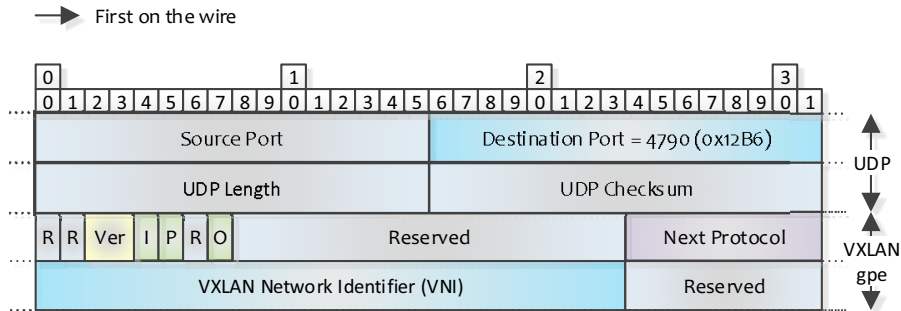 First on the wire
0 1 2 3
0 1 2 3 4 5 6 7 8 9 0 1 2 3 4 5 6 7 8 9 0 1 2 3 4 5 6 7 8 9 0 1
Source Port Destination Port = 4790 (0x12B6)
UDP
UDP Length UDP Checksum
R R Ver I P R O Reserved Next Protocol
VXLAN
gpe
VXLAN Network Identifier (VNI) Reserved